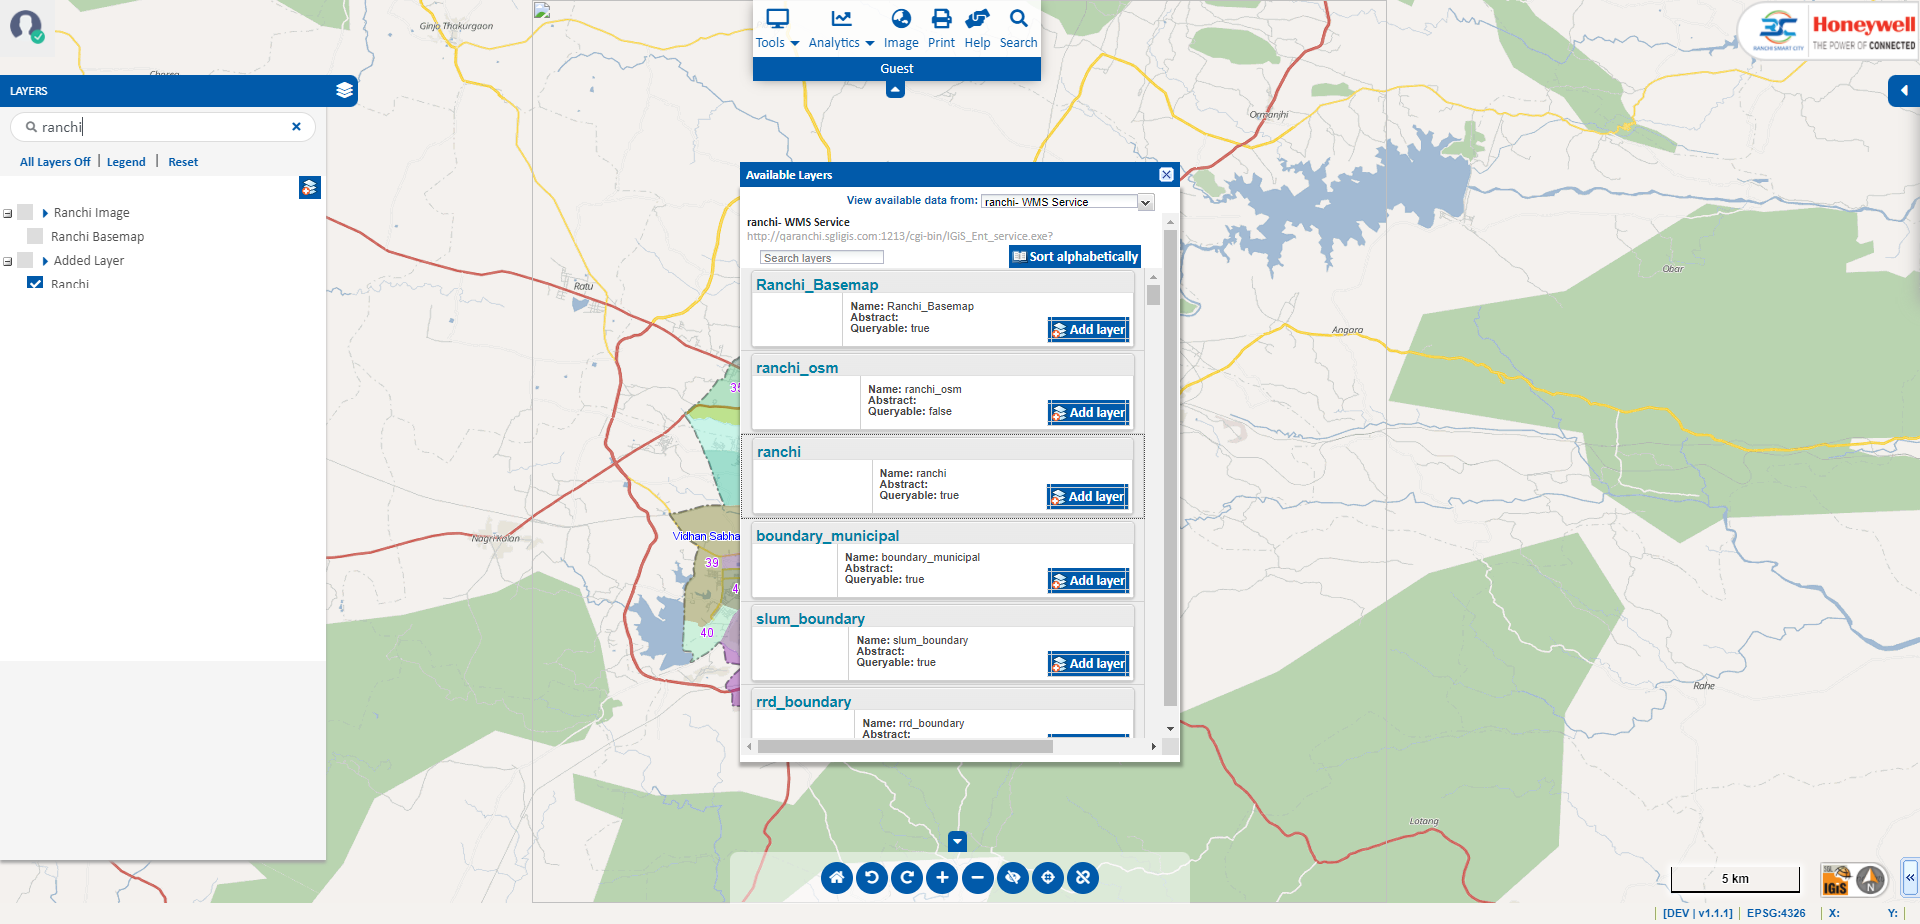 Ginjo Thakurgaon
Tools
Analytics
Image
Print
Help
Search
Guest
RANCHI SMART CITY
Honeywell
THE POWER OF CONNECTED
LAYERS
ranchi
All Layers Off | Legend | Reset
Ranchi Image
Ranchi Basemap
Added Layer
Ranchi
Ormanjhi
Ratu
Obar
Angara
Nagri Kalan
Vidhan Sabha
39
40
Rahe
Lotang
Available Layers
View available data from: ranchi- WMS Service
ranchi- WMS Service
http://qaranchi.sgligis.com:1213/cgi-bin/IGiS_Ent_service.exe?
Search layers
Sort alphabetically
Ranchi_Basemap
Name: Ranchi_Basemap
Abstract:
Queryable: true
Add layer
ranchi_osm
Name: ranchi_osm
Abstract:
Queryable: false
Add layer
ranchi
Name: ranchi
Abstract:
Queryable: true
Add layer
boundary_municipal
Name: boundary_municipal
Abstract:
Queryable: true
Add layer
slum_boundary
Name: slum_boundary
Abstract:
Queryable: true
Add layer
rrd_boundary
Name: rrd_boundary
Abstract:
5 km
IGiS
N
[DEV | v1.1.1] | EPSG:4326 | X: Y: